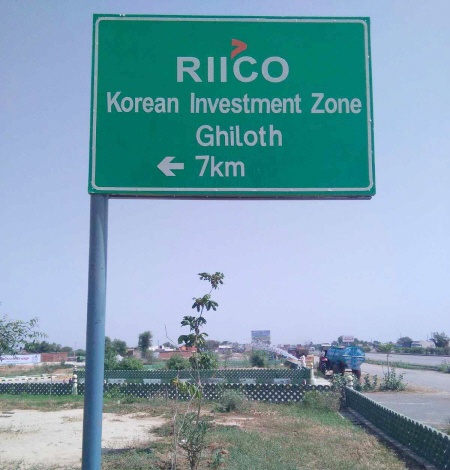 RIICO
Korean Investment Zone
Ghiloth
← 7km